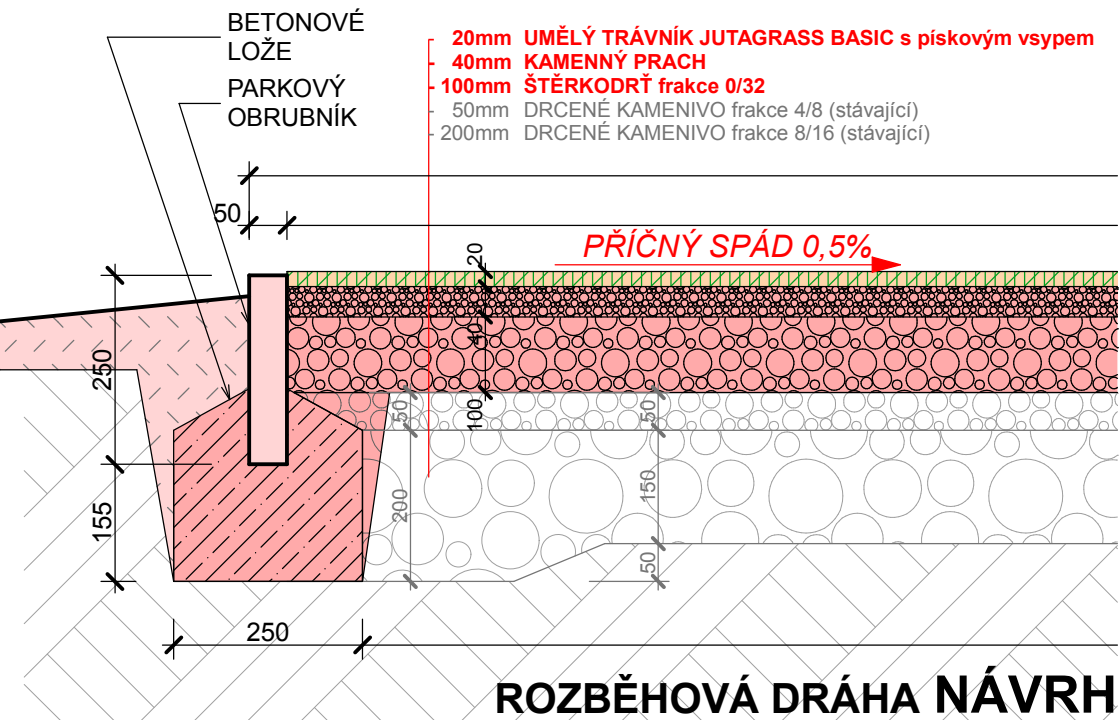 BETONOVÉ
LOŽE
PARKOVÝ
OBRUBNÍK
20mm UMĚLÝ TRÁVNÍK JUTAGRASS BASIC s pískovým vsypem
40mm KAMENNÝ PRACH
100mm ŠTĚRKODRŤ frakce 0/32
50mm DRCENÉ KAMENIVO frakce 4/8 (stávající)
200mm DRCENÉ KAMENIVO frakce 8/16 (stávající)
50
20
PŘÍČNÝ SPÁD 0,5%
250
40
100
50
50
200
150
155
50
250
ROZBĚHOVÁ DRÁHA NÁVRH